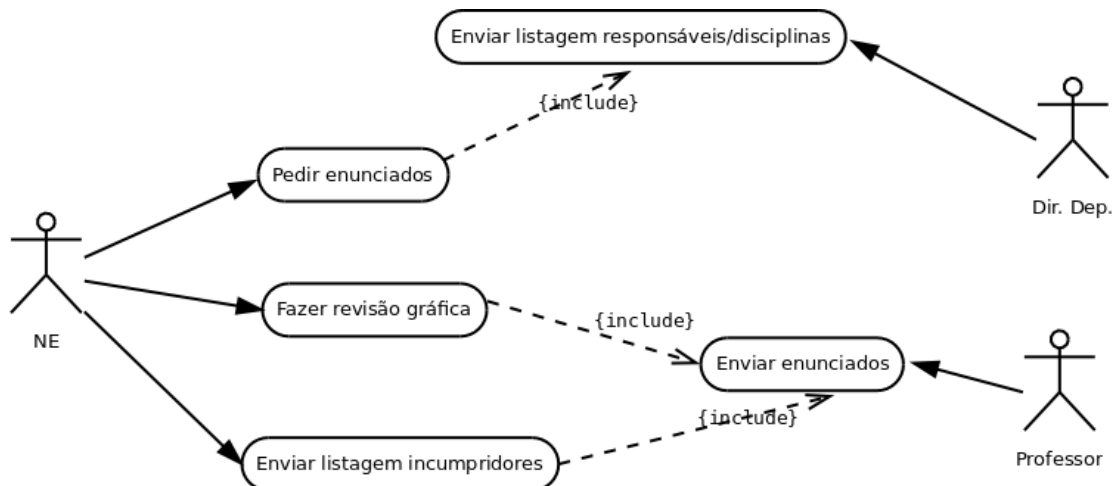 Enviar listagem responsáveis/disciplinas
{include}
Dir. Dep.
Pedir enunciados
NE
Fazer revisão gráfica
{include}
Enviar enunciados
{include}
Professor
Enviar listagem incumpridores